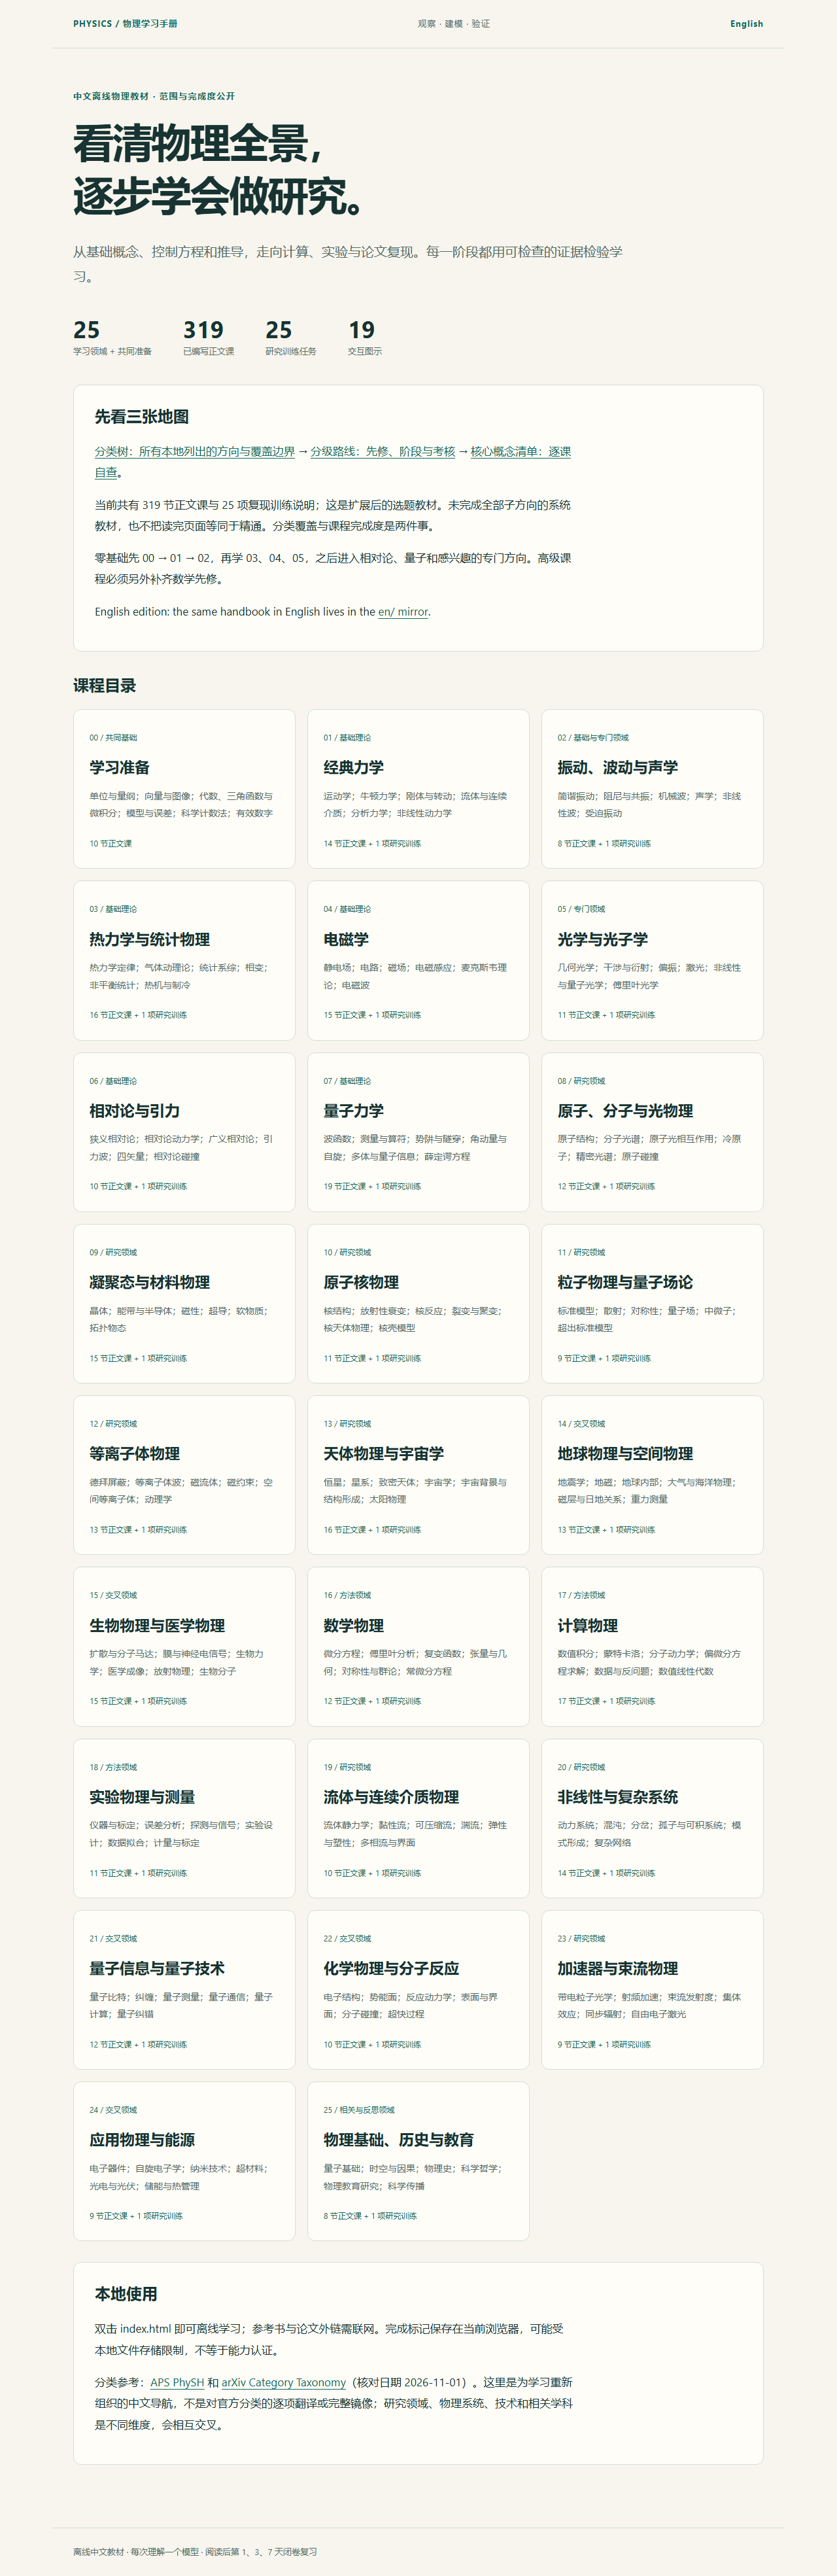 PHYSICS / 物理学习手册
观察 · 建模 · 验证
English
中文离线物理教材 · 范围与完成度公开
看清物理全景，
逐步学会做研究。
从基础概念、控制方程和推导，走向计算、实验与论文复现。每一阶段都用可检查的证据检验学
习。
25
学习领域 + 共同准备
319
已编写正文课
25
研究训练任务
19
交互图示
先看三张地图
分类树：所有本地列出的方向与覆盖边界 → 分级路线：先修、阶段与考核 → 核心概念清单：逐课
自查。
当前共有 319 节正文课与 25 项复现训练说明；这是扩展后的选题教材。未完成全部子方向的系统
教材，也不把读完页面等同于精通。分类覆盖与课程完成度是两件事。
零基础先 00 → 01 → 02，再学 03、04、05，之后进入相对论、量子和感兴趣的专门方向。高级课
程必须另外补齐数学先修。
English edition: the same handbook in English lives in the en/ mirror.
课程目录
00 / 共同基础
学习准备
单位与量纲；向量与图像；代数、三角函数与
微积分；模型与误差；科学计数法；有效数字
10 节正文课
01 / 基础理论
经典力学
运动学；牛顿力学；刚体与转动；流体与连续
介质；分析力学；非线性动力学
14 节正文课 + 1 项研究训练
02 / 基础与专门领域
振动、波动与声学
简谐振动；阻尼与共振；机械波；声学；非线
性波；受迫振动
8 节正文课 + 1 项研究训练
03 / 基础理论
热力学与统计物理
热力学定律；气体动理论；统计系综；相变；
非平衡统计；热机与制冷
16 节正文课 + 1 项研究训练
04 / 基础理论
电磁学
静电场；电路；磁场；电磁感应；麦克斯韦理
论；电磁波
15 节正文课 + 1 项研究训练
05 / 专门领域
光学与光子学
几何光学；干涉与衍射；偏振；激光；非线性
与量子光学；傅里叶光学
11 节正文课 + 1 项研究训练
06 / 基础理论
相对论与引力
狭义相对论；相对论动力学；广义相对论；引
力波；四矢量；相对论碰撞
10 节正文课 + 1 项研究训练
07 / 基础理论
量子力学
波函数；测量与算符；势阱与隧穿；角动量与
自旋；多体与量子信息；薛定谔方程
19 节正文课 + 1 项研究训练
08 / 研究领域
原子、分子与光物理
原子结构；分子光谱；原子光相互作用；冷原
子；精密光谱；原子碰撞
12 节正文课 + 1 项研究训练
09 / 研究领域
凝聚态与材料物理
晶体；能带与半导体；磁性；超导；软物质；
拓扑物态
15 节正文课 + 1 项研究训练
10 / 研究领域
原子核物理
核结构；放射性衰变；核反应；裂变与聚变；
核天体物理；核壳模型
11 节正文课 + 1 项研究训练
11 / 研究领域
粒子物理与量子场论
标准模型；散射；对称性；量子场；中微子；
超出标准模型
9 节正文课 + 1 项研究训练
12 / 研究领域
等离子体物理
德拜屏蔽；等离子体波；磁流体；磁约束；空
间等离子体；动理学
13 节正文课 + 1 项研究训练
13 / 研究领域
天体物理与宇宙学
恒星；星系；致密天体；宇宙学；宇宙背景与
结构形成；太阳物理
16 节正文课 + 1 项研究训练
14 / 交叉领域
地球物理与空间物理
地震学；地磁；地球内部；大气与海洋物理；
磁层与日地关系；重力测量
13 节正文课 + 1 项研究训练
15 / 交叉领域
生物物理与医学物理
扩散与分子马达；膜与神经电信号；生物力
学；医学成像；放射物理；生物分子
15 节正文课 + 1 项研究训练
16 / 方法领域
数学物理
微分方程；傅里叶分析；复变函数；张量与几
何；对称性与群论；常微分方程
12 节正文课 + 1 项研究训练
17 / 方法领域
计算物理
数值积分；蒙特卡洛；分子动力学；偏微分方
程求解；数据与反问题；数值线性代数
17 节正文课 + 1 项研究训练
18 / 方法领域
实验物理与测量
仪器与标定；误差分析；探测与信号；实验设
计；数据拟合；计量与标定
11 节正文课 + 1 项研究训练
19 / 研究领域
流体与连续介质物理
流体静力学；黏性流；可压缩流；湍流；弹性
与塑性；多相流与界面
10 节正文课 + 1 项研究训练
20 / 研究领域
非线性与复杂系统
动力系统；混沌；分岔；孤子与可积系统；模
式形成；复杂网络
14 节正文课 + 1 项研究训练
21 / 交叉领域
量子信息与量子技术
量子比特；纠缠；量子测量；量子通信；量子
计算；量子纠错
12 节正文课 + 1 项研究训练
22 / 交叉领域
化学物理与分子反应
电子结构；势能面；反应动力学；表面与界
面；分子碰撞；超快过程
10 节正文课 + 1 项研究训练
23 / 研究领域
加速器与束流物理
带电粒子光学；射频加速；束流发射度；集体
效应；同步辐射；自由电子激光
9 节正文课 + 1 项研究训练
24 / 交叉领域
应用物理与能源
电子器件；自旋电子学；纳米技术；超材料；
光电与光伏；储能与热管理
9 节正文课 + 1 项研究训练
25 / 相关与反思领域
物理基础、历史与教育
量子基础；时空与因果；物理史；科学哲学；
物理教育研究；科学传播
8 节正文课 + 1 项研究训练
本地使用
双击 index.html 即可离线学习；参考书与论文外链需联网。完成标记保存在当前浏览器，可能受
本地文件存储限制，不等于能力认证。
分类参考：APS PhySH 和 arXiv Category Taxonomy（核对日期 2026-11-01）。这里是为学习重新
组织的中文导航，不是对官方分类的逐项翻译或完整镜像；研究领域、物理系统、技术和相关学科
是不同维度，会相互交叉。
离线中文教材 · 每次理解一个模型 · 阅读后第 1、3、7 天闭卷复习